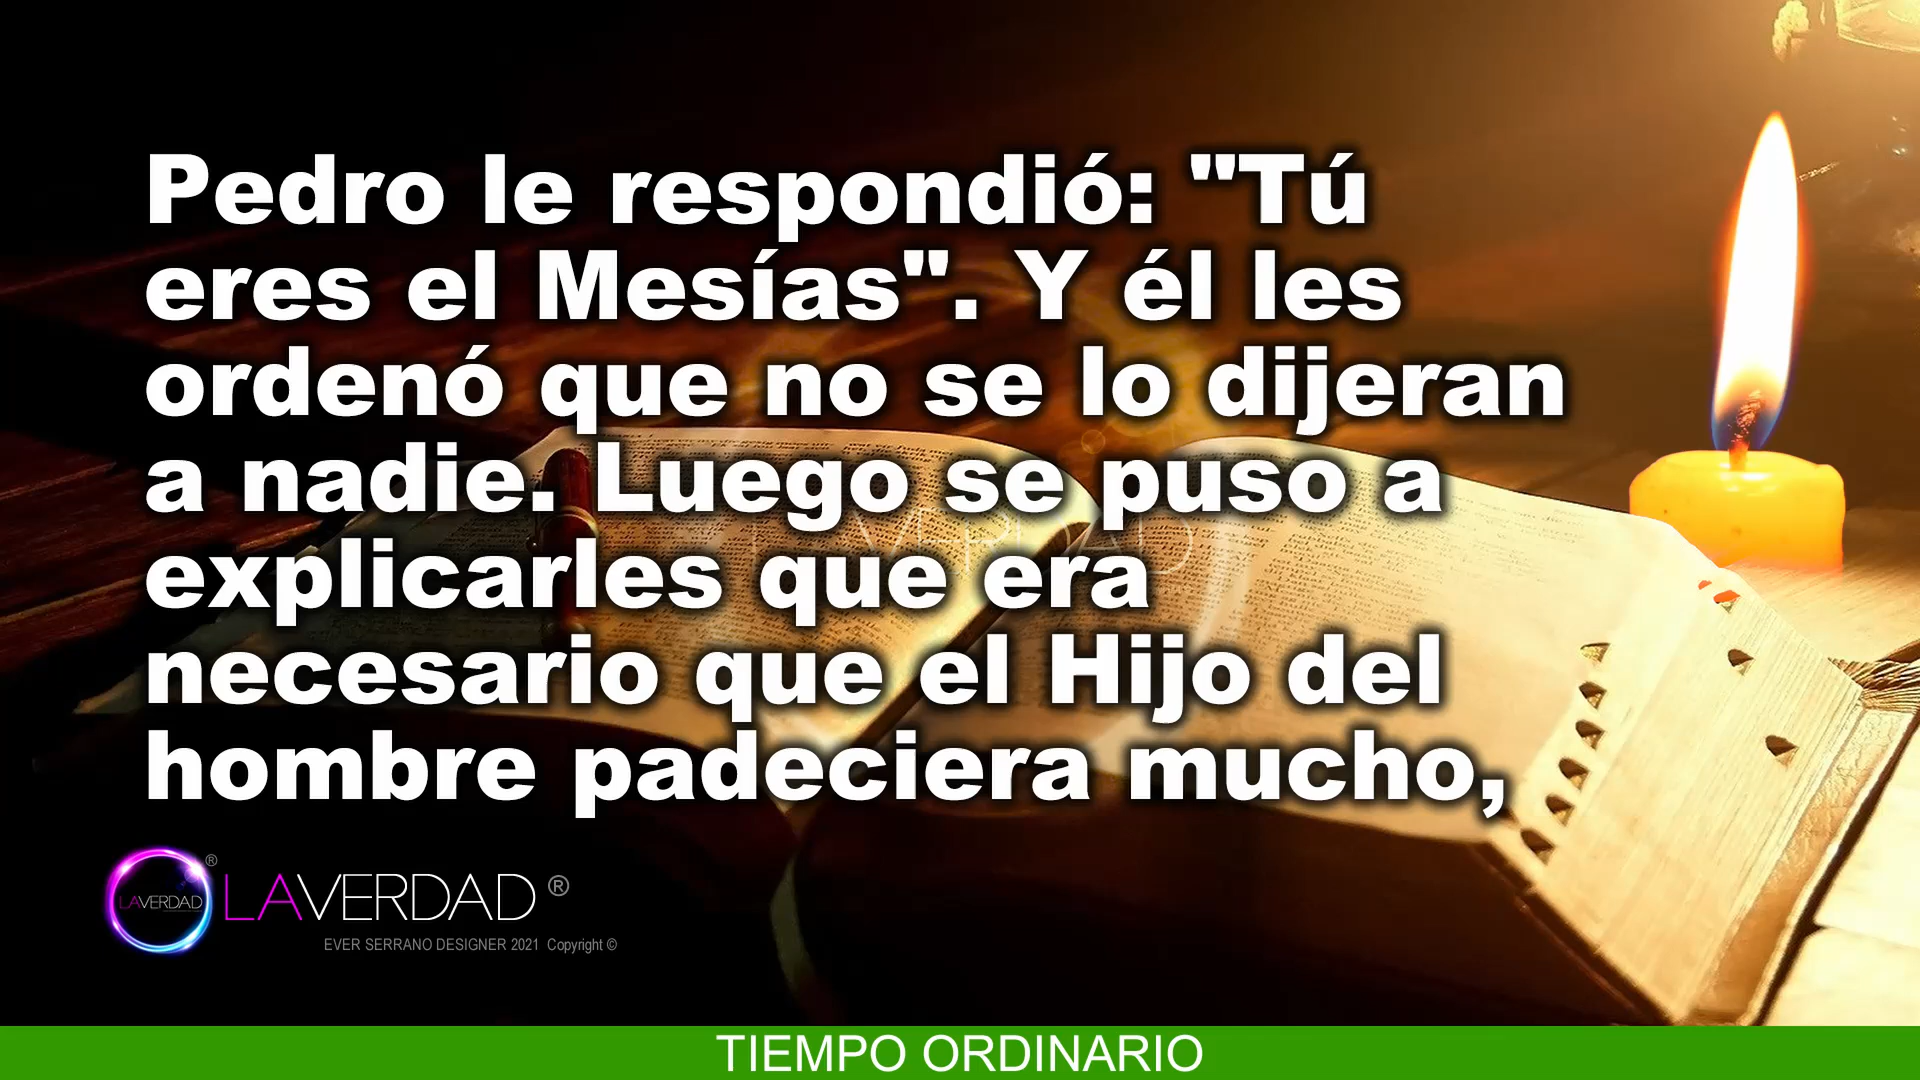 Pedro le respondió: "Tú
eres el Mesías". Y él les
ordenó que no se lo dijeran
a nadie. Luego se puso a
explicarles que era
necesario que el Hijo del
hombre padeciera mucho,
LAVERDAD ®
LAVERDAD ®
EVER SERRANO DESIGNER 2021 Copyright ©
TIEMPO ORDINARIO